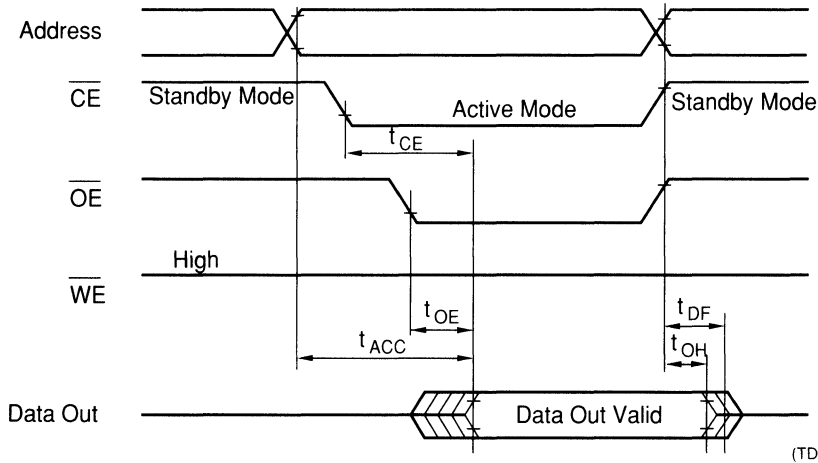 Address
CE
Standby Mode
Active Mode
Standby Mode
tCE
OE
High
WE
tOE
tDF
tACC
tOH
Data Out
Data Out Valid
(TD